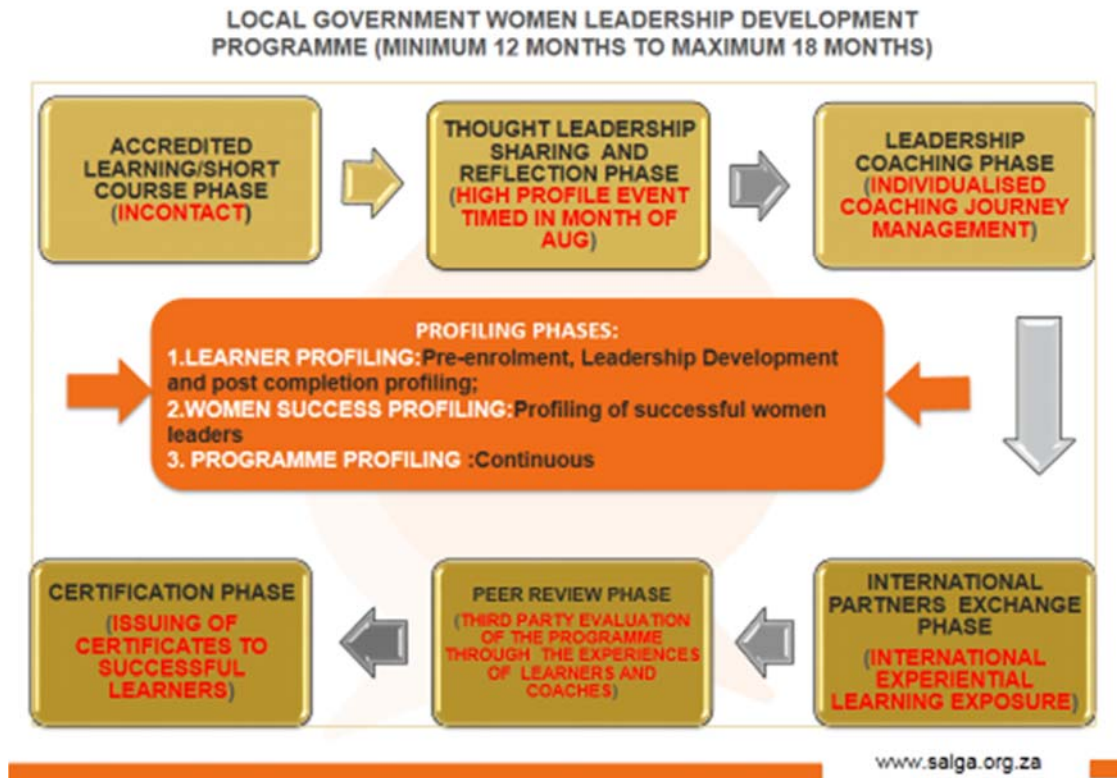 LOCAL GOVERNMENT WOMEN LEADERSHIP DEVELOPMENT
PROGRAMME (MINIMUM 12 MONTHS TO MAXIMUM 18 MONTHS)
ACCREDITED
LEARNING/SHORT
COURSE PHASE
(INCONTACT)
THOUGHT LEADERSHIP
SHARING AND
REFLECTION PHASE
(HIGH PROFILE EVENT
TIMED IN MONTH OF
AUG)
LEADERSHIP
COACHING PHASE
(INDIVIDUALISED
COACHING JOURNEY
MANAGEMENT)
PROFILING PHASES:
1.LEARNER PROFILING:Pre-enrolment, Leadership Development
and post completion profiling;
2.WOMEN SUCCESS PROFILING:Profiling of successful women
leaders
3. PROGRAMME PROFILING :Continuous
INTERNATIONAL
PARTNERS EXCHANGE
PHASE
(INTERNATIONAL
EXPERIENTIAL
LEARNING EXPOSURE)
PEER REVIEW PHASE
(THIRD PARTY EVALUATION
OF THE PROGRAMME
THROUGH THE EXPERIENCES
OF LEARNERS AND
COACHES)
CERTIFICATION PHASE
(ISSUING OF
CERTIFICATES TO
SUCCESSFUL
LEARNERS)
www.salga.org.za